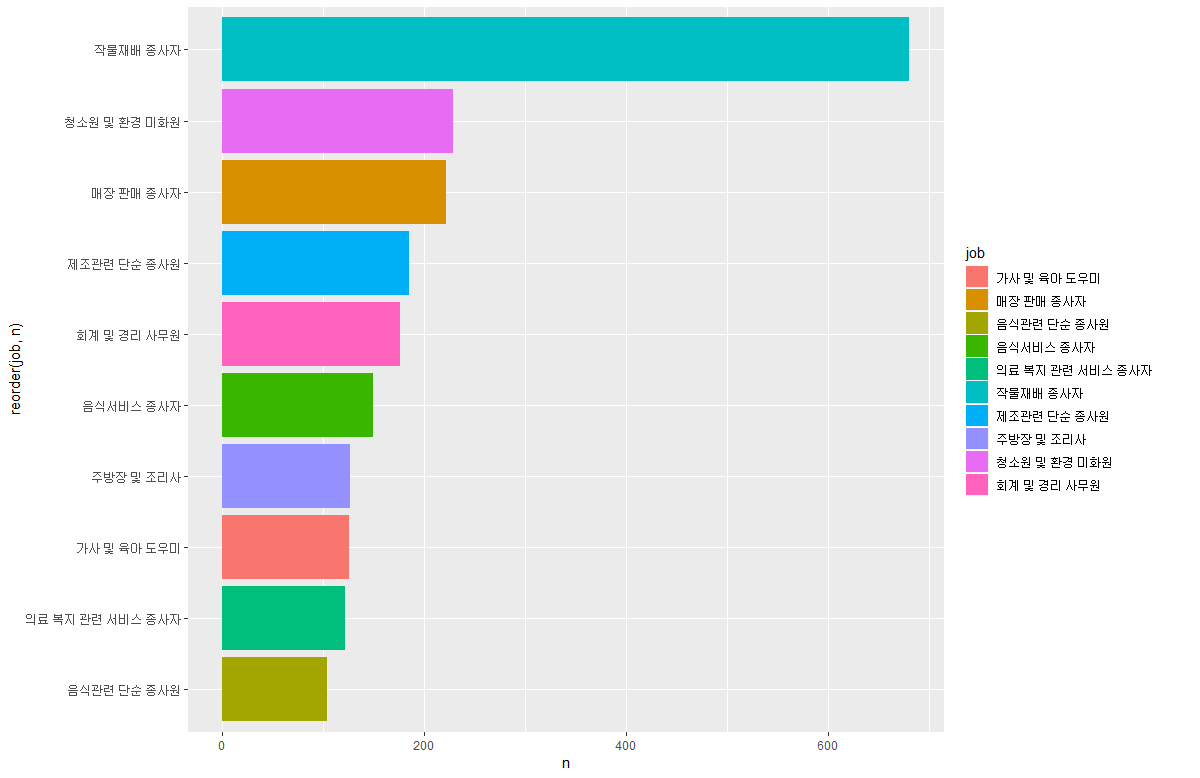 작물재배 종사자
청소원 및 환경 미화원
매장 판매 종사자
제조관련 단순 종사원
회계 및 경리 사무원
음식서비스 종사자
주방장 및 조리사
가사 및 육아 도우미
의료 복지 관련 서비스 종사자
음식관련 단순 종사원
reorder(job, n)
0 200 400 600
n
job
가사 및 육아 도우미
매장 판매 종사자
음식관련 단순 종사원
음식서비스 종사자
의료 복지 관련 서비스 종사자
작물재배 종사자
제조관련 단순 종사원
주방장 및 조리사
청소원 및 환경 미화원
회계 및 경리 사무원